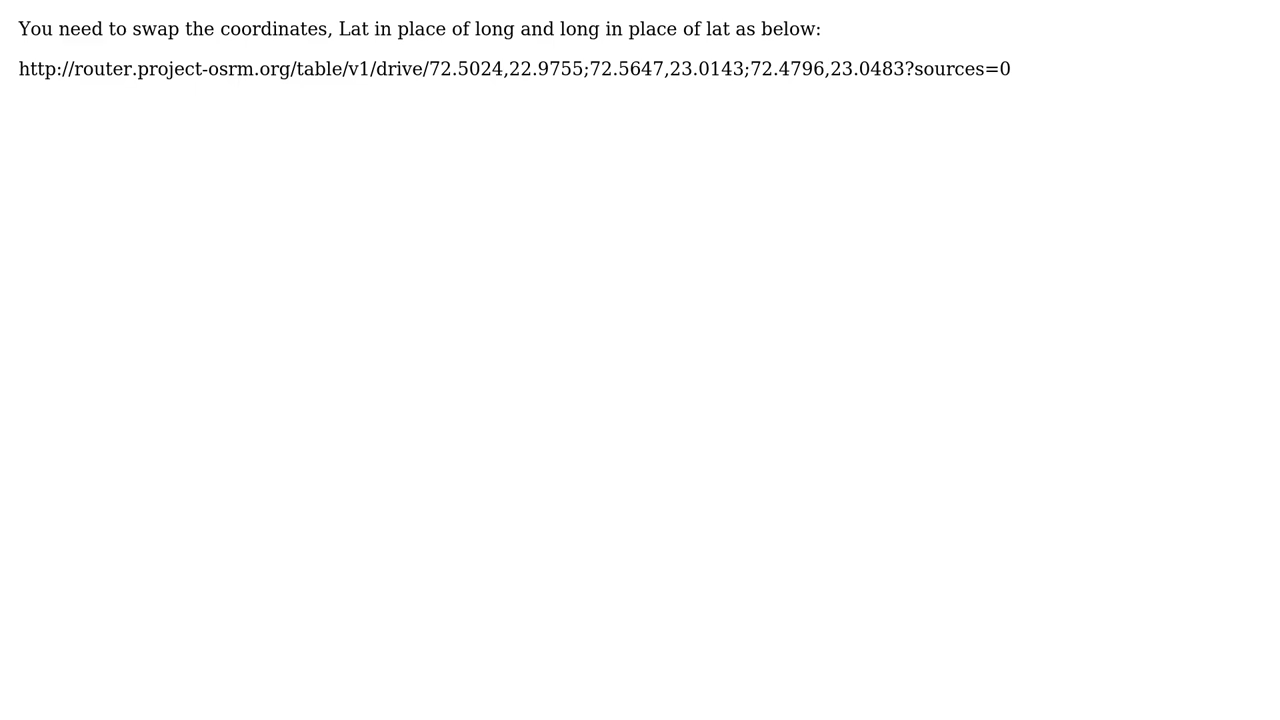 You need to swap the coordinates, Lat in place of long and long in place of lat as below:
http://router.project-osrm.org/table/v1/drive/72.5024,22.9755;72.5647,23.0143;72.4796,23.0483?sources=0